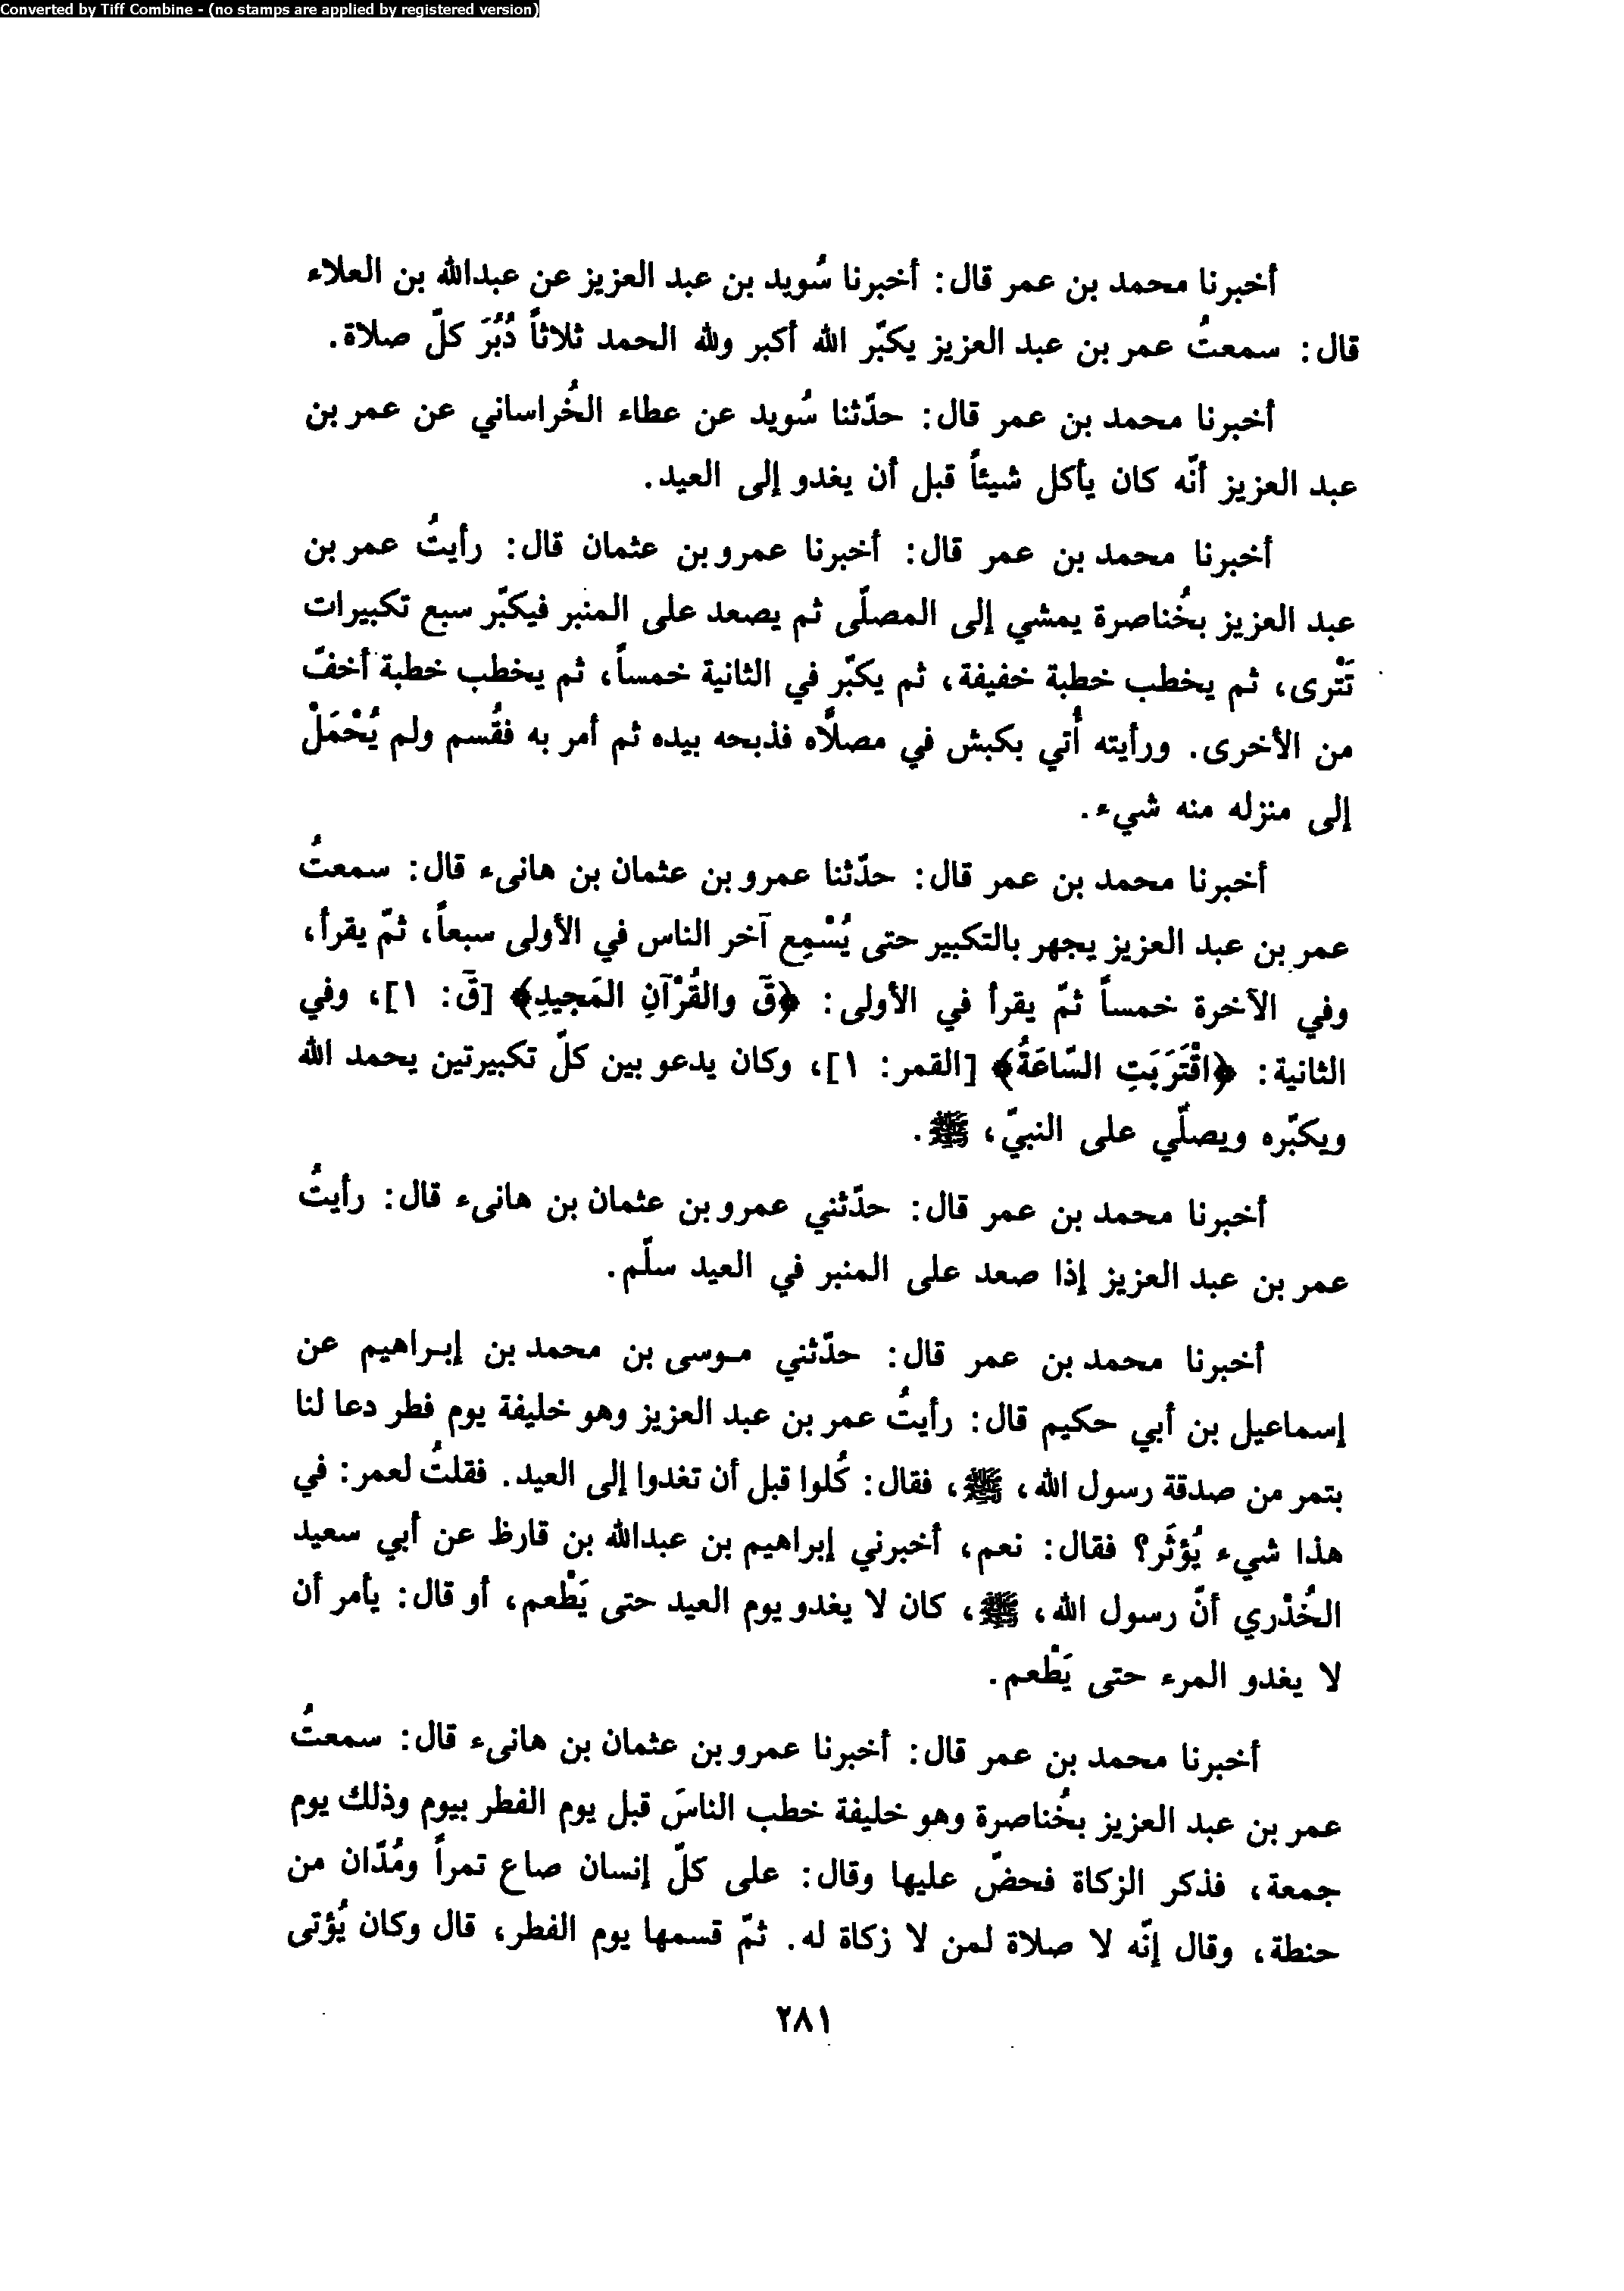 Converted by Tiff Combine - (no stamps are applied by registered version)
أخبرنا محمد بن عمر قال: أخبرنا سُويد بن عبد العزيز عن عبدالله بن العلاء
قال: سمعتُ عمر بن عبد العزيز يكبّر الله أكبر ولله الحمد ثلاثاً دُبُرَ كلّ صلاة.
أخبرنا محمد بن عمر قال: حدّثنا سُويد عن عطاء الخُراساني عن عمر بن
عبد العزيز أنّه كان يأكل شيئاً قبل أن يغدو إلى العيد.
أخبرنا محمد بن عمر قال: أخبرنا عمرو بن عثمان قال: رأيتُ عمر بن
عبد العزيز بخُناصرة يمشي إلى المصلّى ثم يصعد على المنبر فيكبّر سبع تكبيرات
تَتْرى، ثم يخطب خطبة خفيفة، ثم يكبّر في الثانية خمساً، ثم يخطب خطبة أخفّ
من الأخرى. ورأيته أُتي بكبش في مصلاّه فذبحه بيده ثم أمر به فقُسم ولم يُحْمَلْ
إلى منزله منه شيء.
أخبرنا محمد بن عمر قال: حدّثنا عمرو بن عثمان بن هانىء قال: سمعتُ
عمر بن عبد العزيز يجهر بالتكبير حتى يُسْمِع آخر الناس في الأولى سبعاً، ثمّ يقرأ،
وفي الآخرة خمساً ثمّ يقرأ في الأولى: ﴿قٓ والقُرْآنِ المَجيدِ﴾ [قٓ: ١]، وفي
الثانية: ﴿اقْتَرَبَتِ السّاعَةُ﴾ [القمر: ١]، وكان يدعو بين كلّ تكبيرتين يحمد الله
ويكبّره ويصلّي على النبيّ، ﷺ.
أخبرنا محمد بن عمر قال: حدّثني عمرو بن عثمان بن هانىء قال: رأيتُ
عمر بن عبد العزيز إذا صعد على المنبر في العيد سلّم.
أخبرنا محمد بن عمر قال: حدّثني موسى بن محمد بن إبراهيم عن
إسماعيل بن أبي حكيم قال: رأيتُ عمر بن عبد العزيز وهو خليفة يوم فطر دعا لنا
بتمر من صدقة رسول الله، ﷺ، فقال: كُلوا قبل أن تغدوا إلى العيد. فقلتُ لعمر: في
هذا شيء يُؤثَر؟ فقال: نعم، أخبرني إبراهيم بن عبدالله بن قارظ عن أبي سعيد
الخُدْري أنّ رسول الله، ﷺ، كان لا يغدو يوم العيد حتى يَطْعم، أو قال: يأمر أن
لا يغدو المرء حتى يَطْعم.
أخبرنا محمد بن عمر قال: أخبرنا عمرو بن عثمان بن هانىء قال: سمعتُ
عمر بن عبد العزيز بخُناصرة وهو خليفة خطب الناسَ قبل يوم الفطر بيوم وذلك يوم
جمعة، فذكر الزكاة فحضّ عليها وقال: على كلّ إنسان صاع تمراً ومُدّان من
حنطة، وقال إنّه لا صلاة لمن لا زكاة له. ثمّ قسمها يوم الفطر، قال وكان يُؤتى
٢٨١